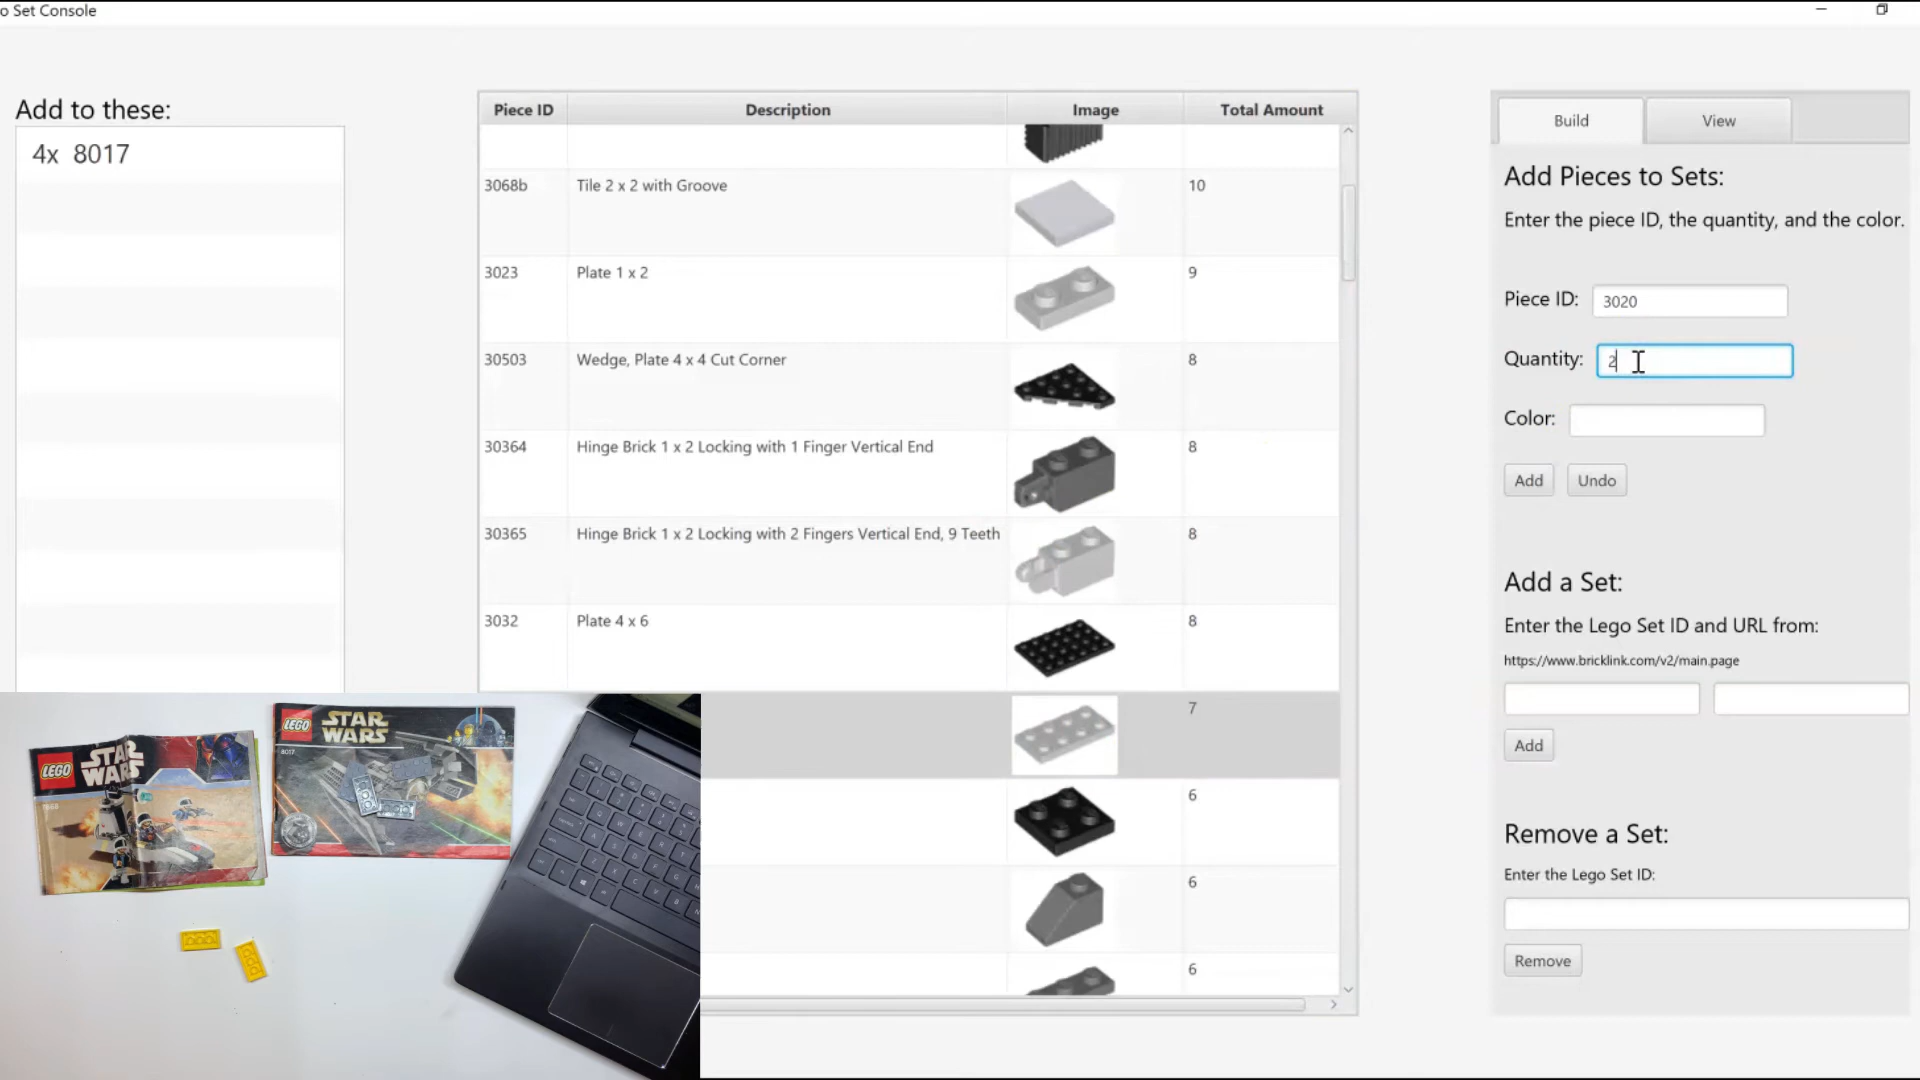 o Set Console
Add to these:
4x 8017
Piece ID Description Image Total Amount
3068b Tile 2 x 2 with Groove 10
3023 Plate 1 x 2 9
30503 Wedge, Plate 4 x 4 Cut Corner 8
30364 Hinge Brick 1 x 2 Locking with 1 Finger Vertical End 8
30365 Hinge Brick 1 x 2 Locking with 2 Fingers Vertical End, 9 Teeth 8
3032 Plate 4 x 6 8
7
6
6
6
Build View
Add Pieces to Sets:
Enter the piece ID, the quantity, and the color.
Piece ID: 3020
Quantity: 2
Color:
Add Undo
Add a Set:
Enter the Lego Set ID and URL from:
https://www.bricklink.com/v2/main.page
Add
Remove a Set:
Enter the Lego Set ID:
Remove
LEGO STAR WARS
LEGO STAR WARS
8017